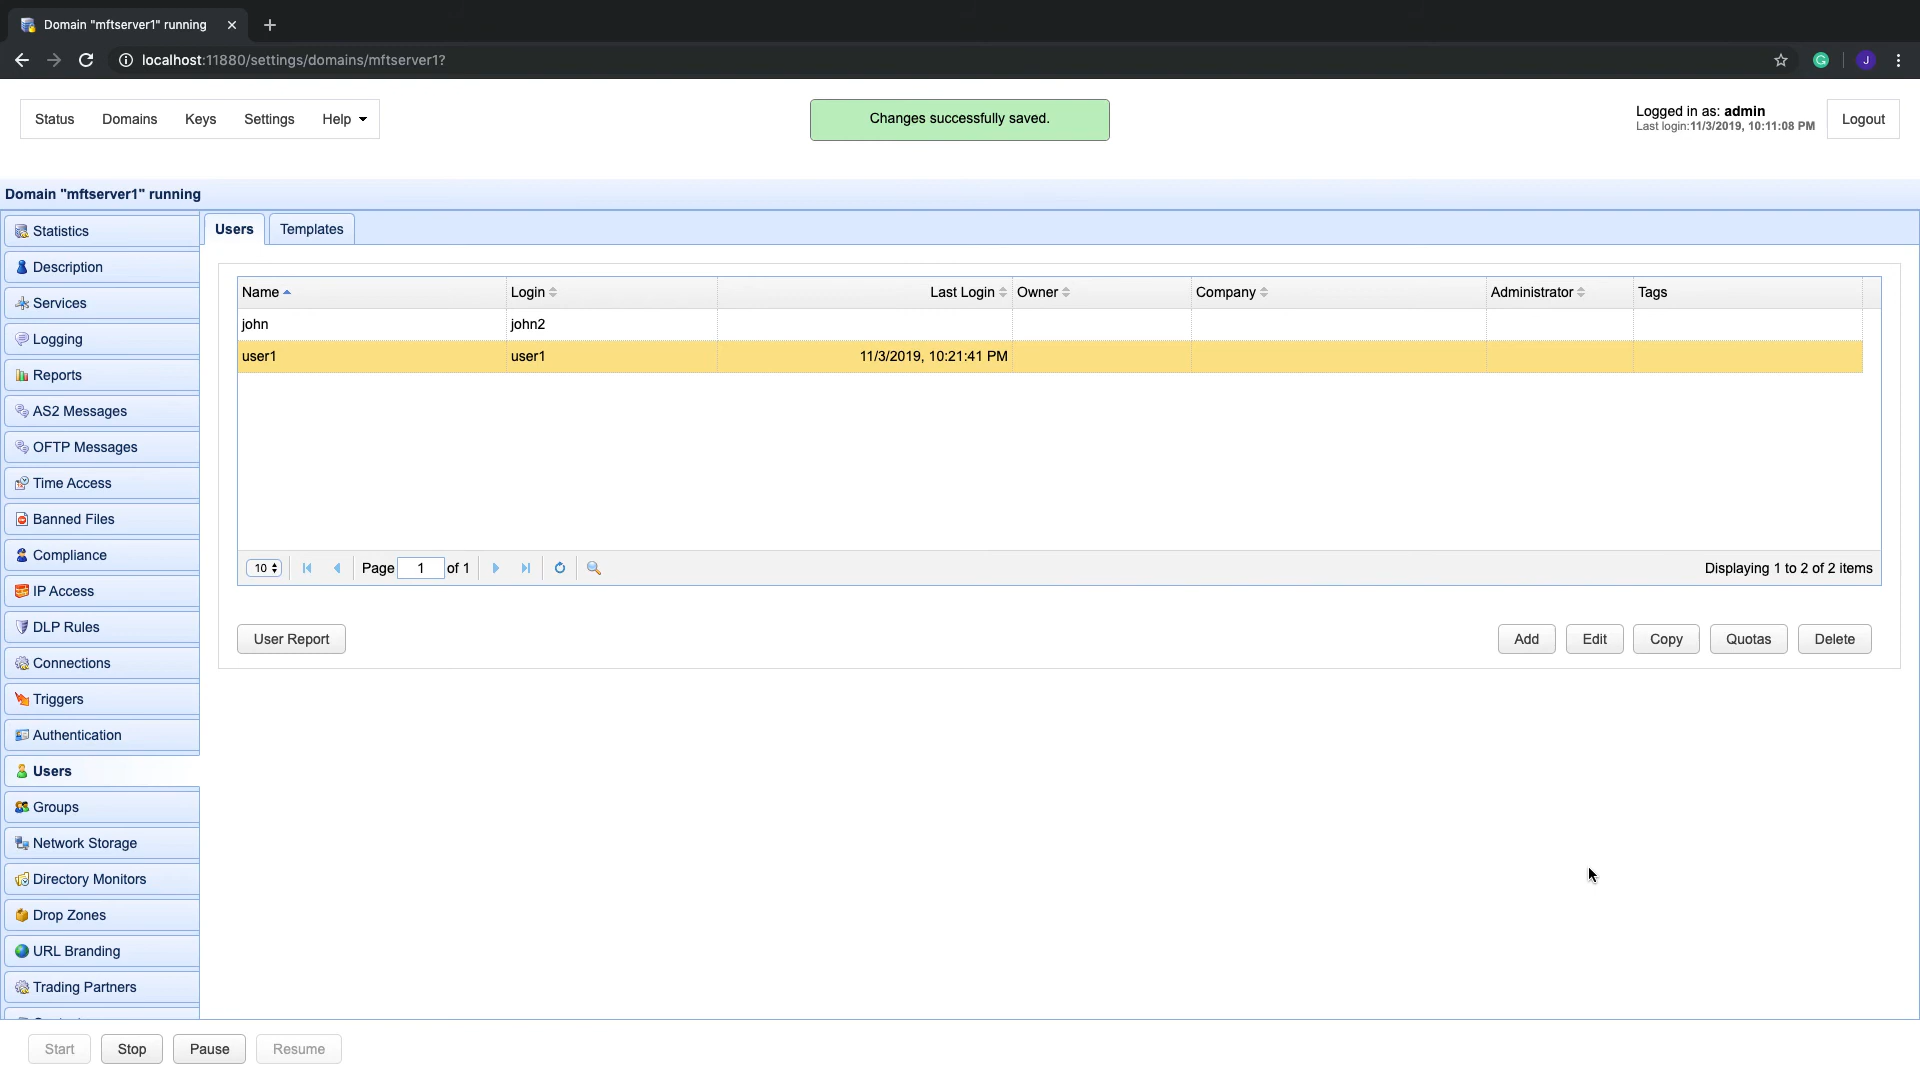 Domain "mftserver1" running
localhost:11880/settings/domains/mftserver1?
G
J
Status Domains Keys Settings Help
Changes successfully saved.
Logged in as: admin
Last login:11/3/2019, 10:11:08 PM
Logout
Domain "mftserver1" running
Statistics
Description
Services
Logging
Reports
AS2 Messages
OFTP Messages
Time Access
Banned Files
Compliance
IP Access
DLP Rules
Connections
Triggers
Authentication
Users
Groups
Network Storage
Directory Monitors
Drop Zones
URL Branding
Trading Partners
Users Templates
Name Login Last Login Owner Company Administrator Tags
john john2
user1 user1 11/3/2019, 10:21:41 PM
10 Page 1 of 1 Displaying 1 to 2 of 2 items
User Report Add Edit Copy Quotas Delete
Start Stop Pause Resume